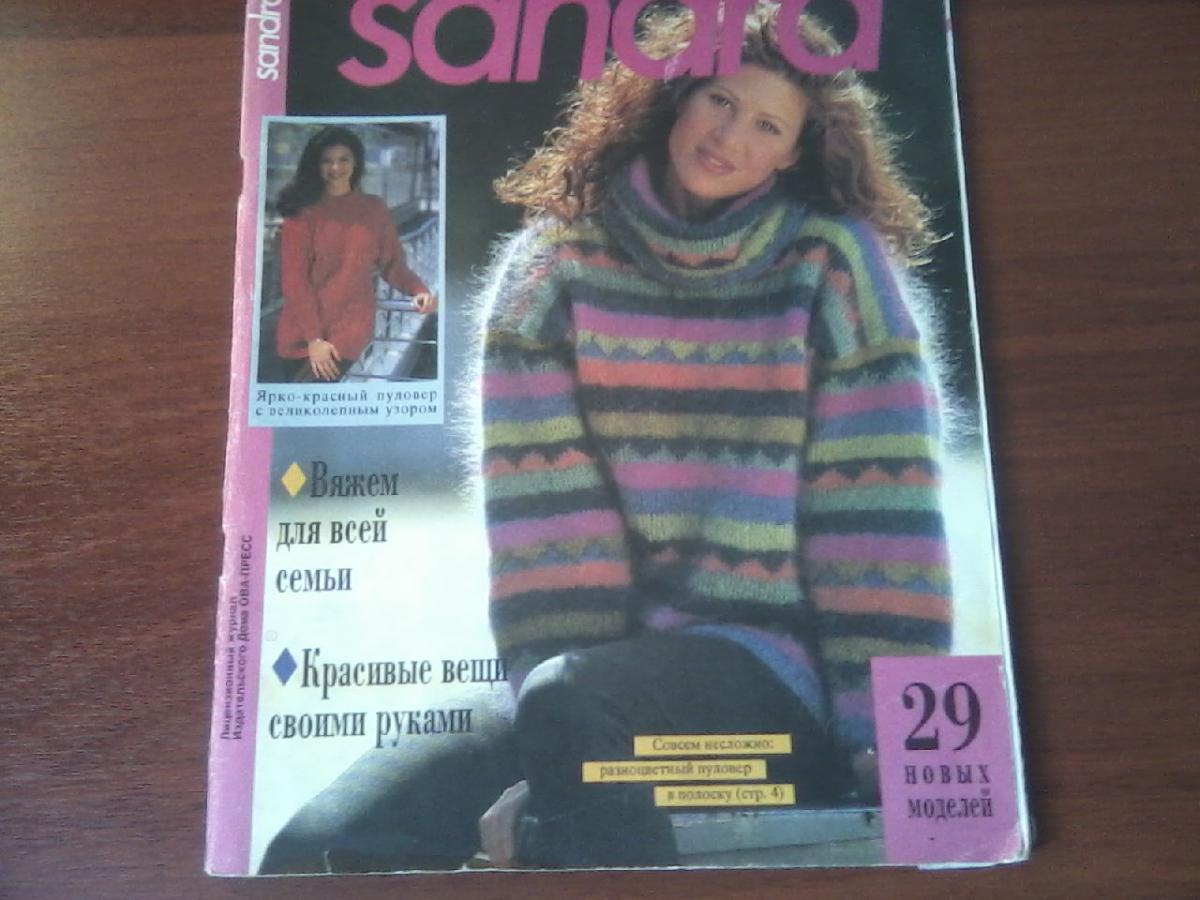 sandra
sandra
Ярко-красный пуловер
с великолепным узором
Вяжем
для всей
семьи
Красивые вещи
своими руками
Лицензионный журнал
Издательского Дома ОВА-ПРЕСС
Совсем несложно:
разноцветный пуловер
в полоску (стр. 4)
29
новых
моделей